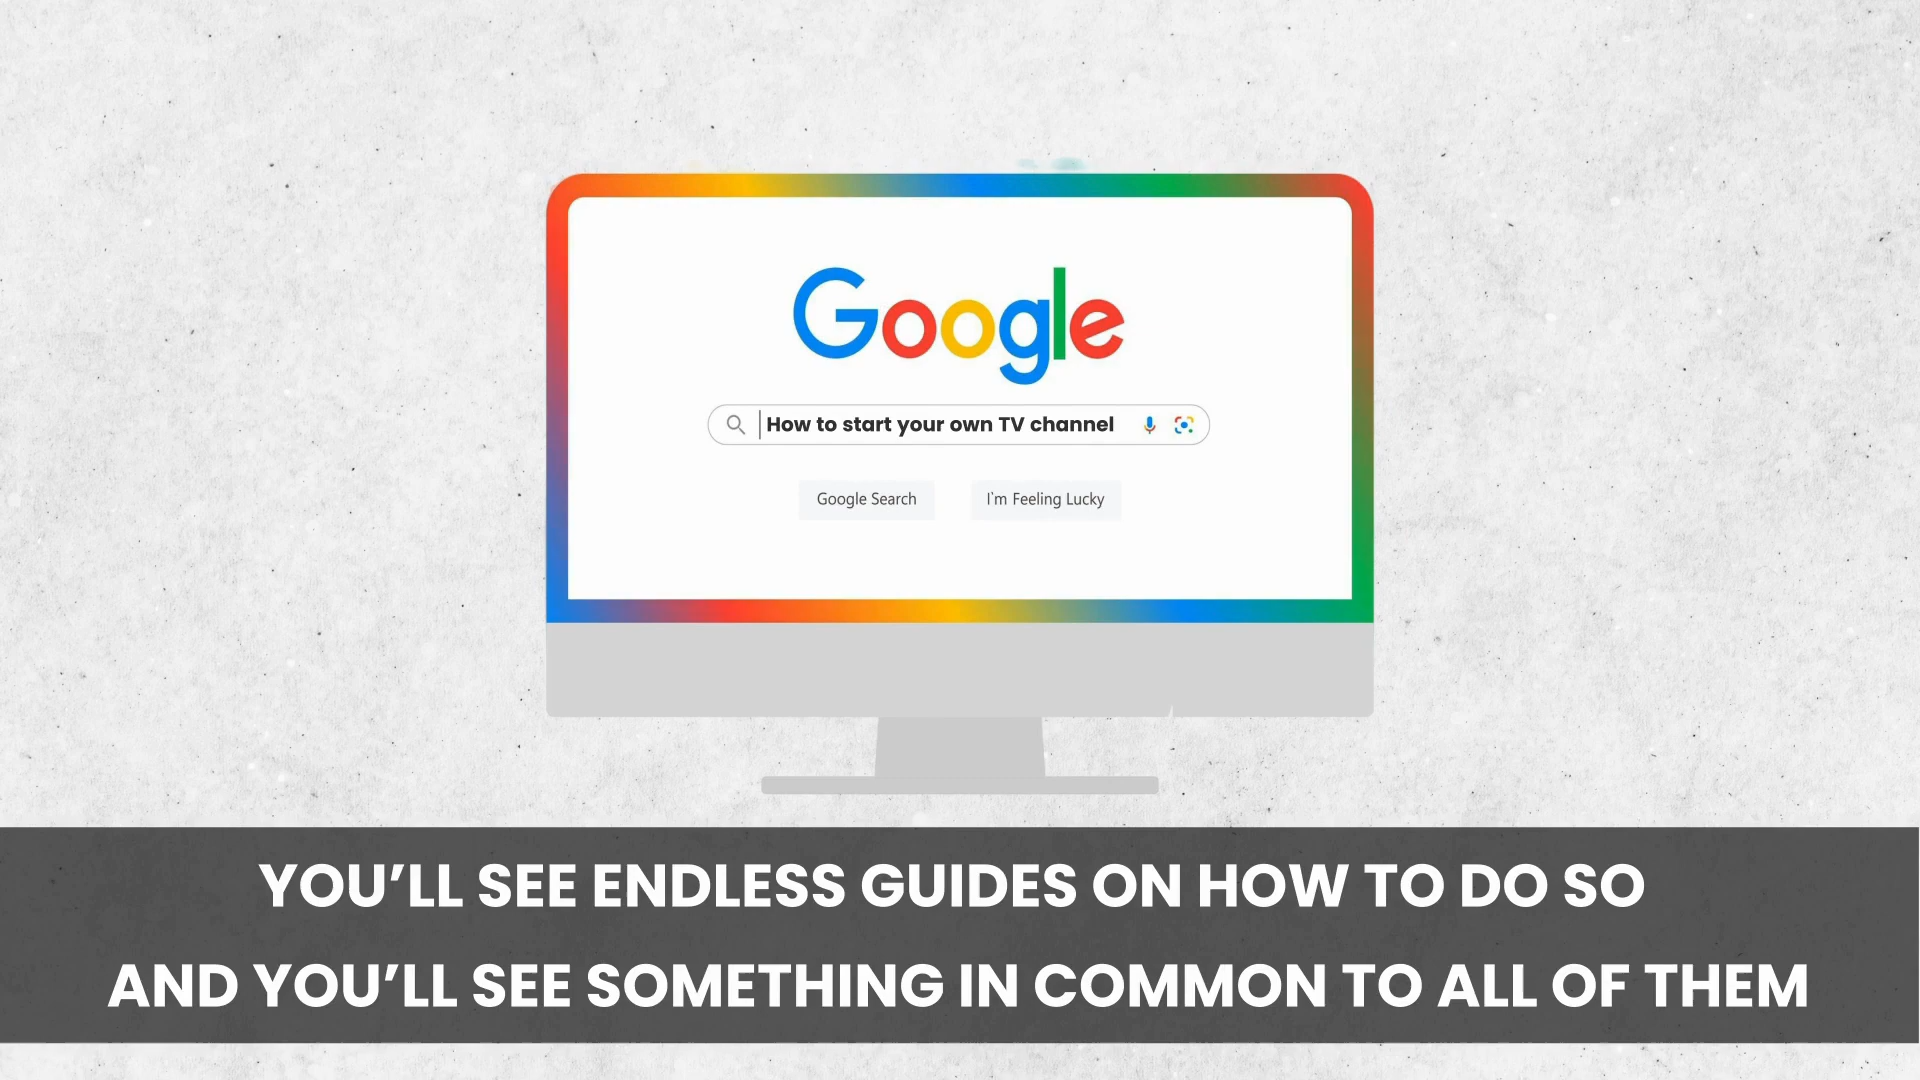 Google
How to start your own TV channel
Google Search
I`m Feeling Lucky
YOU’LL SEE ENDLESS GUIDES ON HOW TO DO SO
AND YOU’LL SEE SOMETHING IN COMMON TO ALL OF THEM